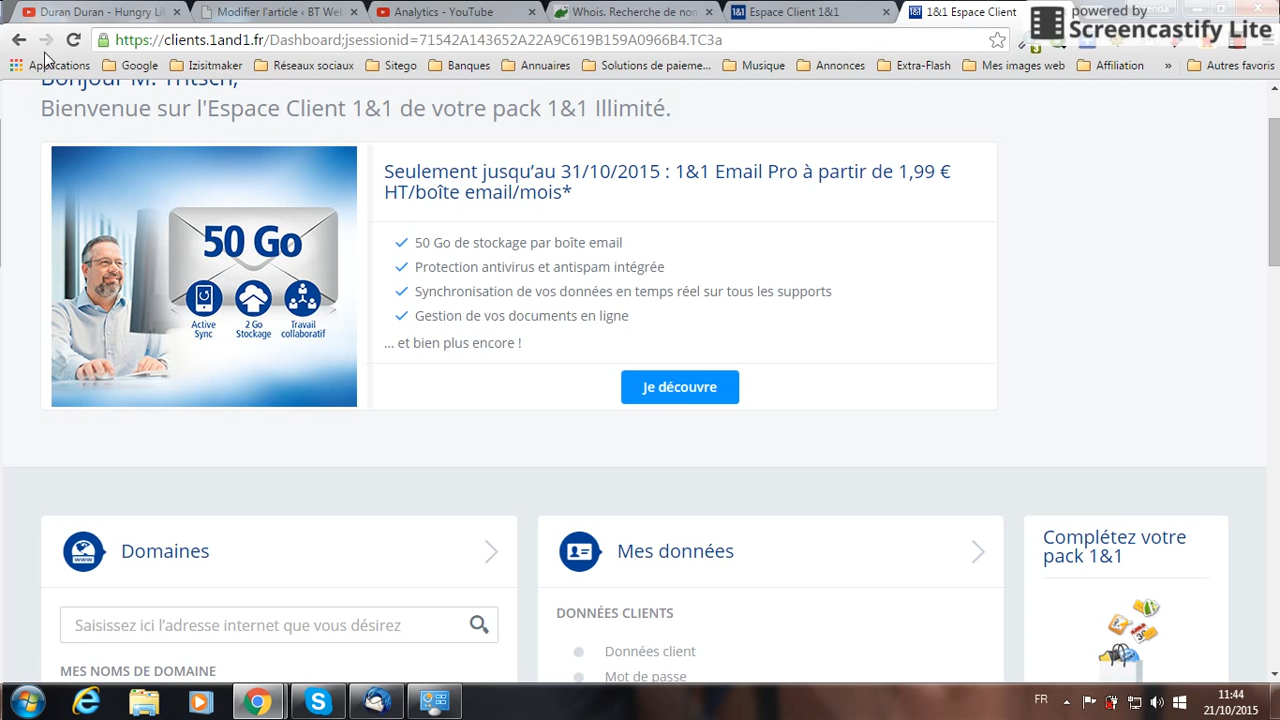 Duran Duran - Hungry Li
Modifier l'article ‹ BT Wel
Analytics - YouTube
Whois. Recherche de non
Espace Client 1&1
1&1 Espace Client
powered by
Screencastify Lite
https://clients.1and1.fr/Dashboard
Applications
Google
Izisitmaker
Réseaux sociaux
Sitego
Banques
Annuaires
Solutions de paieme...
Musique
Annonces
Extra-Flash
Mes images web
Affiliation
»
Autres favoris
Bienvenue sur l'Espace Client 1&1 de votre pack 1&1 Illimité.
50 Go
Active
Sync
2 Go
Stockage
Travail
collaboratif
Seulement jusqu'au 31/10/2015 : 1&1 Email Pro à partir de 1,99 €
HT/boîte email/mois*
50 Go de stockage par boîte email
Protection antivirus et antispam intégrée
Synchronisation de vos données en temps réel sur tous les supports
Gestion de vos documents en ligne
... et bien plus encore !
Je découvre
Domaines
Saisissez ici l'adresse internet que vous désirez
MES NOMS DE DOMAINE
Mes données
DONNÉES CLIENTS
Données client
Mot de passe
Complétez votre
pack 1&1
FR
11:44
21/10/2015